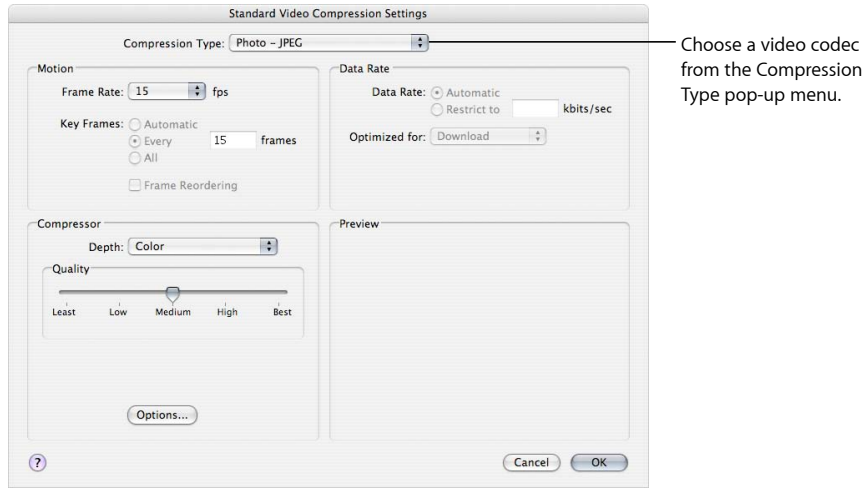 Standard Video Compression Settings
Compression Type: Photo – JPEG
Choose a video codec
from the Compression
Type pop-up menu.
Motion
Frame Rate: 15 fps
Key Frames: Automatic
Every 15 frames
All
Frame Reordering
Data Rate
Data Rate: Automatic
Restrict to kbits/sec
Optimized for: Download
Compressor
Depth: Color
Quality
Least Low Medium High Best
Options...
Preview
? Cancel OK